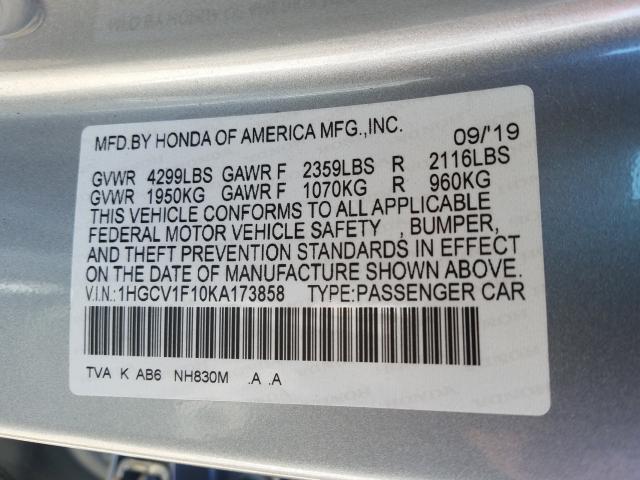 MFD.BY HONDA OF AMERICA MFG.,INC. 09/'19
GVWR 4299LBS GAWR F 2359LBS R 2116LBS
GVWR 1950KG GAWR F 1070KG R 960KG
THIS VEHICLE CONFORMS TO ALL APPLICABLE
FEDERAL MOTOR VEHICLE SAFETY , BUMPER,
AND THEFT PREVENTION STANDARDS IN EFFECT
ON THE DATE OF MANUFACTURE SHOWN ABOVE.
V.I.N.:1HGCV1F10KA173858 TYPE:PASSENGER CAR
TVA K AB6 NH830M .A .A